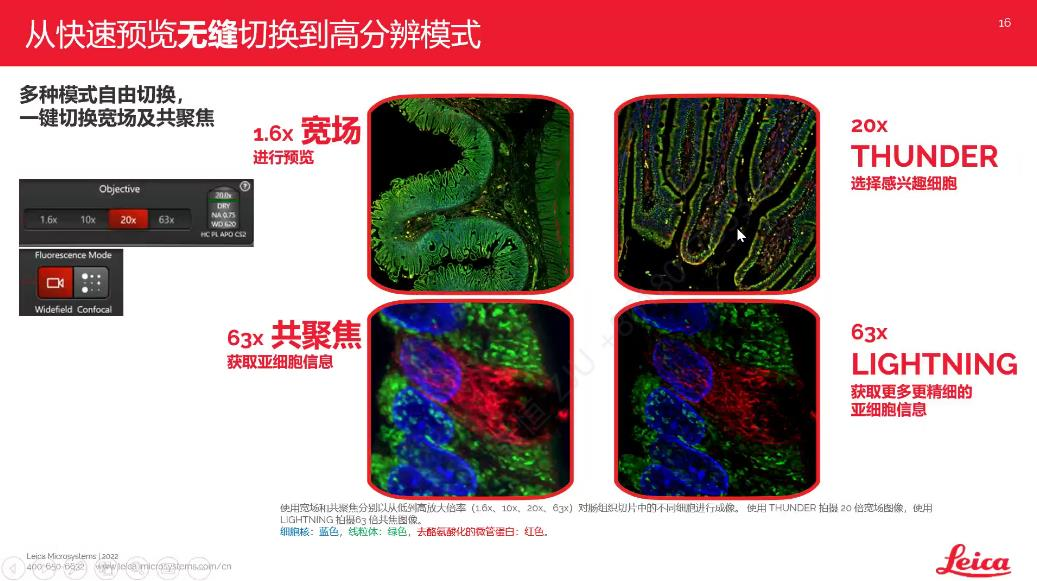 从快速预览无缝切换到高分辨模式
16
多种模式自由切换,
一键切换宽场及共聚焦
1.6x 宽场
进行预览
20x
THUNDER
选择感兴趣细胞
Objective
1.6x 10x 20x 63x
20.0x
DRY
NA 0.75
WD 620
HC PL APO CS2
Fluorescence Mode
Widefield Confocal
63x 共聚焦
获取亚细胞信息
63x
LIGHTNING
获取更多更精细的
亚细胞信息
使用宽场和共聚焦分别以从低到高放大倍率（1.6x、10x、20x、63x）对肠组织切片中的不同细胞进行成像。 使用 THUNDER 拍摄 20 倍宽场图像，使用
LIGHTNING 拍摄63 倍共焦图像。
细胞核：蓝色，线粒体：绿色，去酪氨酸化的微管蛋白：红色。
Leica Microsystems | 2022
400-650-6632 www.leica-microsystems.com/cn
Leica